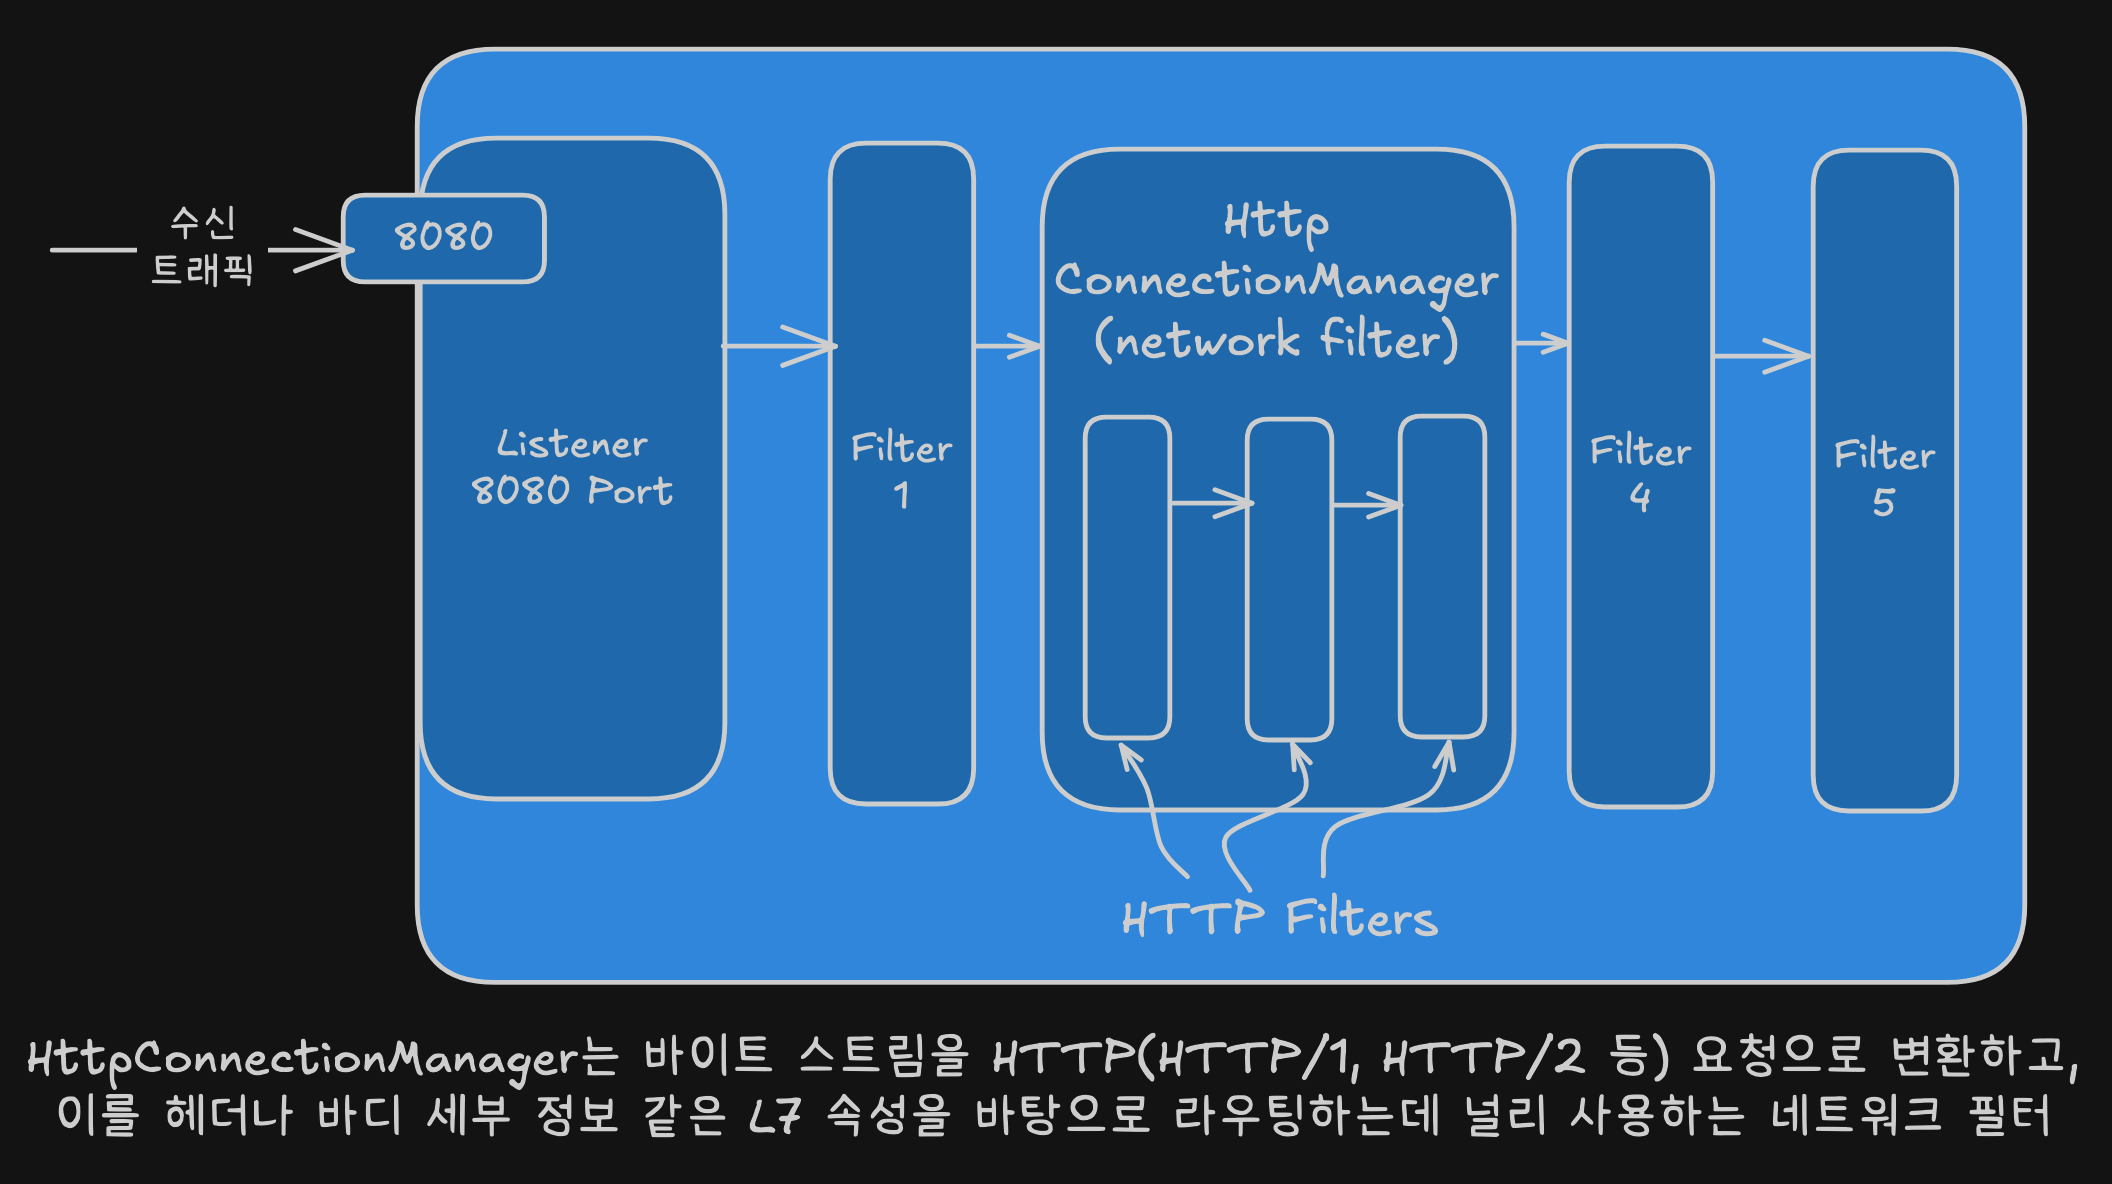 수신
트래픽
8080
Listener
8080 Port
Filter
1
Http
ConnectionManager
(network filter)
Filter
4
Filter
5
HTTP Filters
HttpConnectionManager는 바이트 스트림을 HTTP(HTTP/1, HTTP/2 등) 요청으로 변환하고,
이를 헤더나 바디 세부 정보 같은 L7 속성을 바탕으로 라우팅하는데 널리 사용하는 네트워크 필터